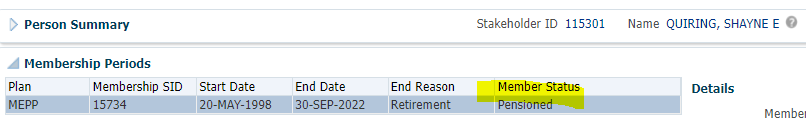 Person Summary Stakeholder ID 115301 Name QUIRING, SHAYNE E
Membership Periods
Plan Membership SID Start Date End Date End Reason Member Status Details
MEPP 15734 20-MAY-1998 30-SEP-2022 Retirement Pensioned
Member